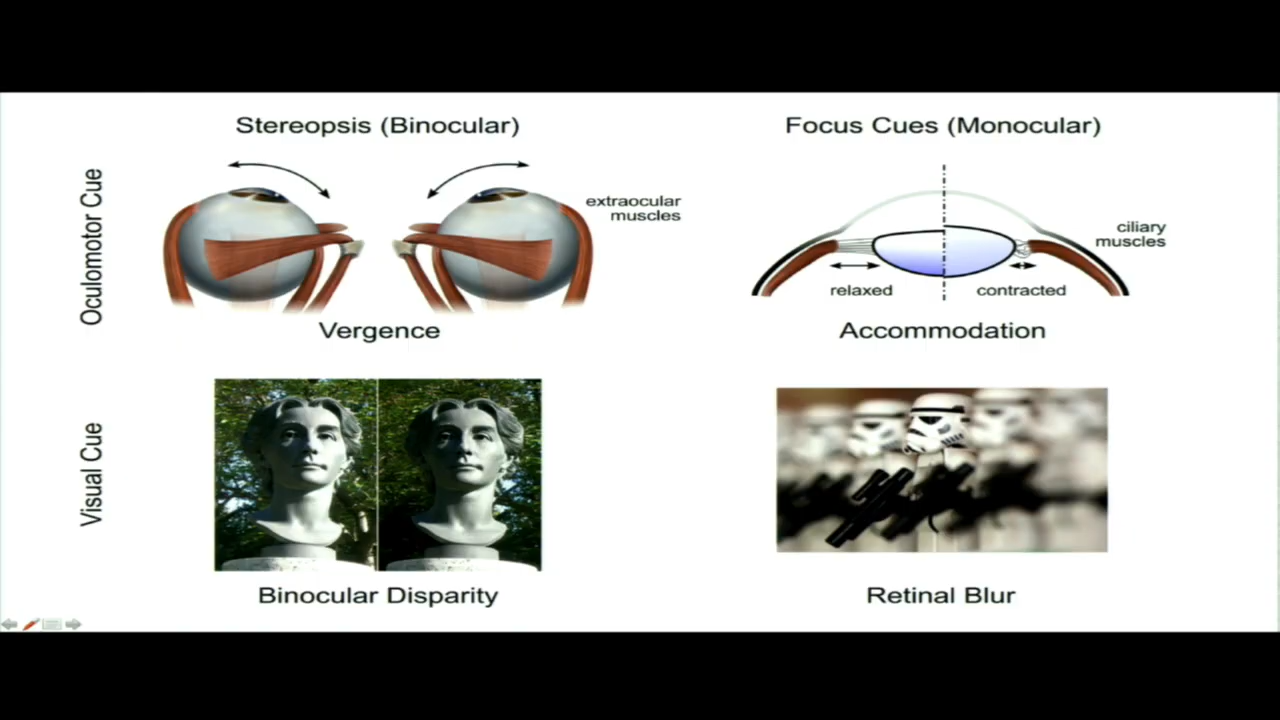 Stereopsis (Binocular)
Focus Cues (Monocular)
Oculomotor Cue
extraocular
muscles
ciliary
muscles
relaxed
contracted
Vergence
Accommodation
Visual Cue
Binocular Disparity
Retinal Blur